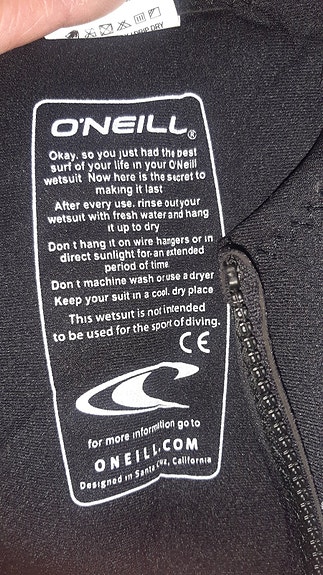 DRIP DRY
O'NEILL®
Okay, so you just had the best
surf of your life in your O'Neill
wetsuit Now here is the secret to
making it last
After every use, rinse out your
wetsuit with fresh water and hang
it up to dry
Don t hang it on wire hangers or in
direct sunlight for an extended
period of time
Don t machine wash or use a dryer
Keep your suit in a cool, dry place
This wetsuit is not intended
to be used for the sport of diving.
CE
for more information go to
ONEILL.COM
Designed in Santa Cruz, California